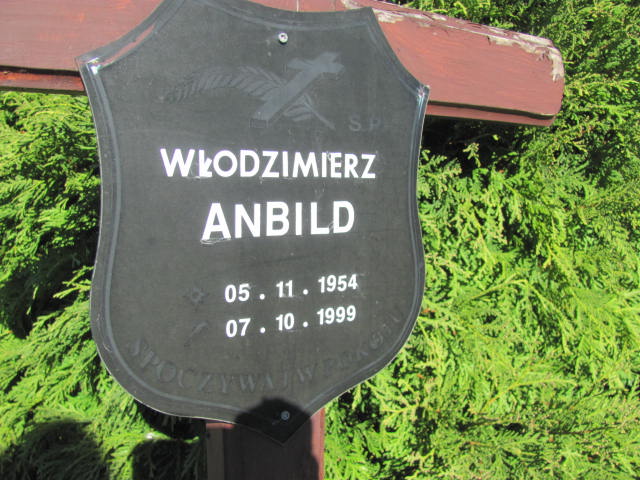 Ś.P.
WŁODZIMIERZ
ANBILD
05.11.1954
07.10.1999
SPOCZYWAJ W POKOJU